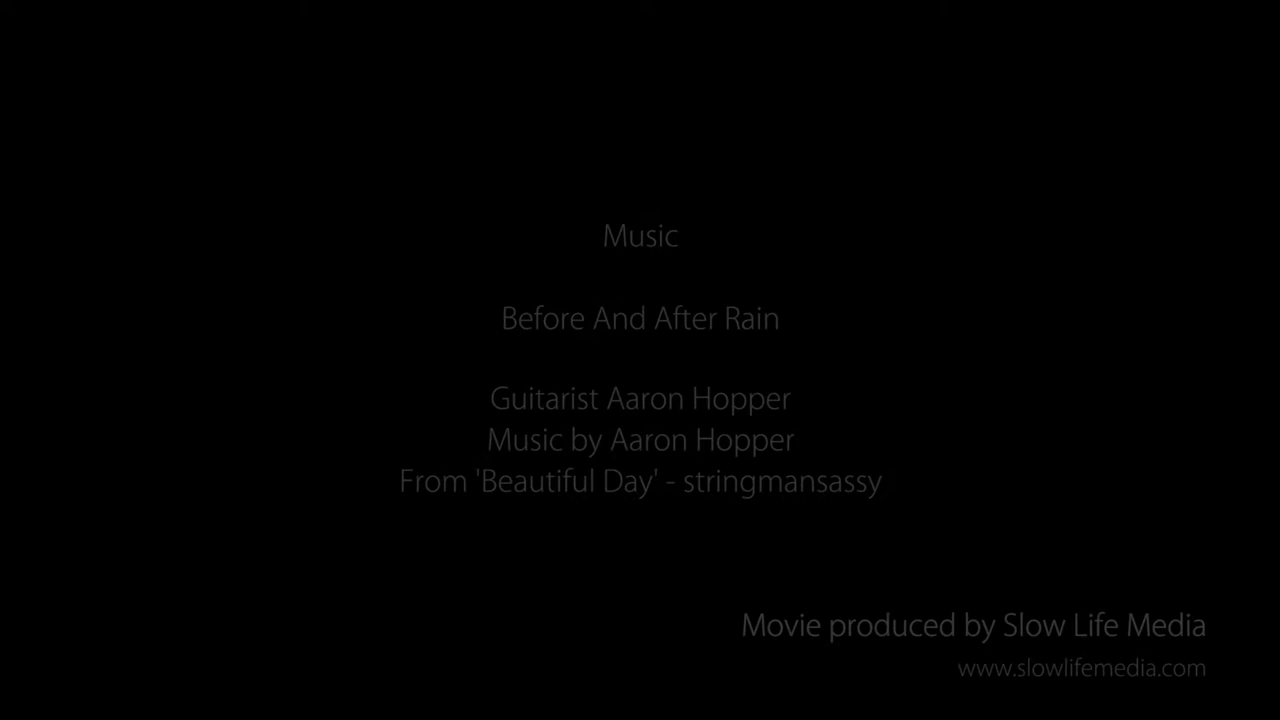 Music
Before And After Rain
Guitarist Aaron Hopper
Music by Aaron Hopper
From 'Beautiful Day' - stringmansassy
Movie produced by Slow Life Media
www.slowlifemedia.com